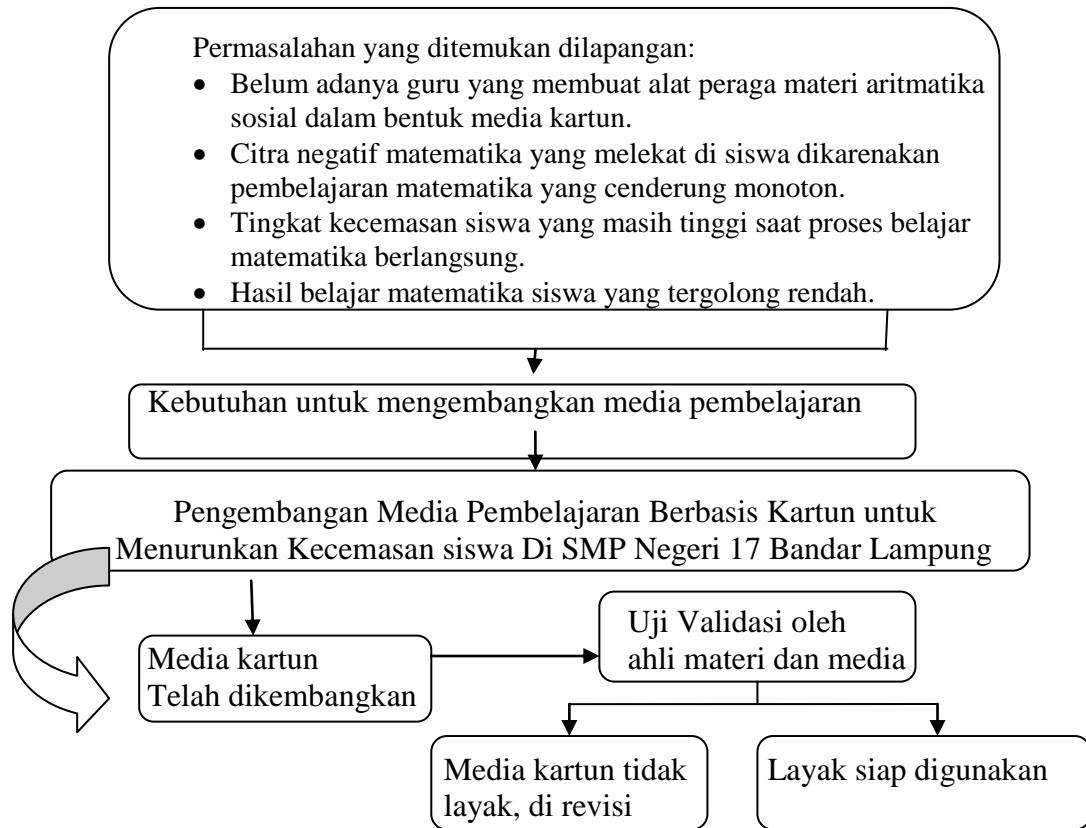 Permasalahan yang ditemukan dilapangan:
• Belum adanya guru yang membuat alat peraga materi aritmatika
sosial dalam bentuk media kartun.
• Citra negatif matematika yang melekat di siswa dikarenakan
pembelajaran matematika yang cenderung monoton.
• Tingkat kecemasan siswa yang masih tinggi saat proses belajar
matematika berlangsung.
• Hasil belajar matematika siswa yang tergolong rendah.
Kebutuhan untuk mengembangkan media pembelajaran
Pengembangan Media Pembelajaran Berbasis Kartun untuk
Menurunkan Kecemasan siswa Di SMP Negeri 17 Bandar Lampung
Media kartun
Telah dikembangkan
Uji Validasi oleh
ahli materi dan media
Media kartun tidak
layak, di revisi
Layak siap digunakan